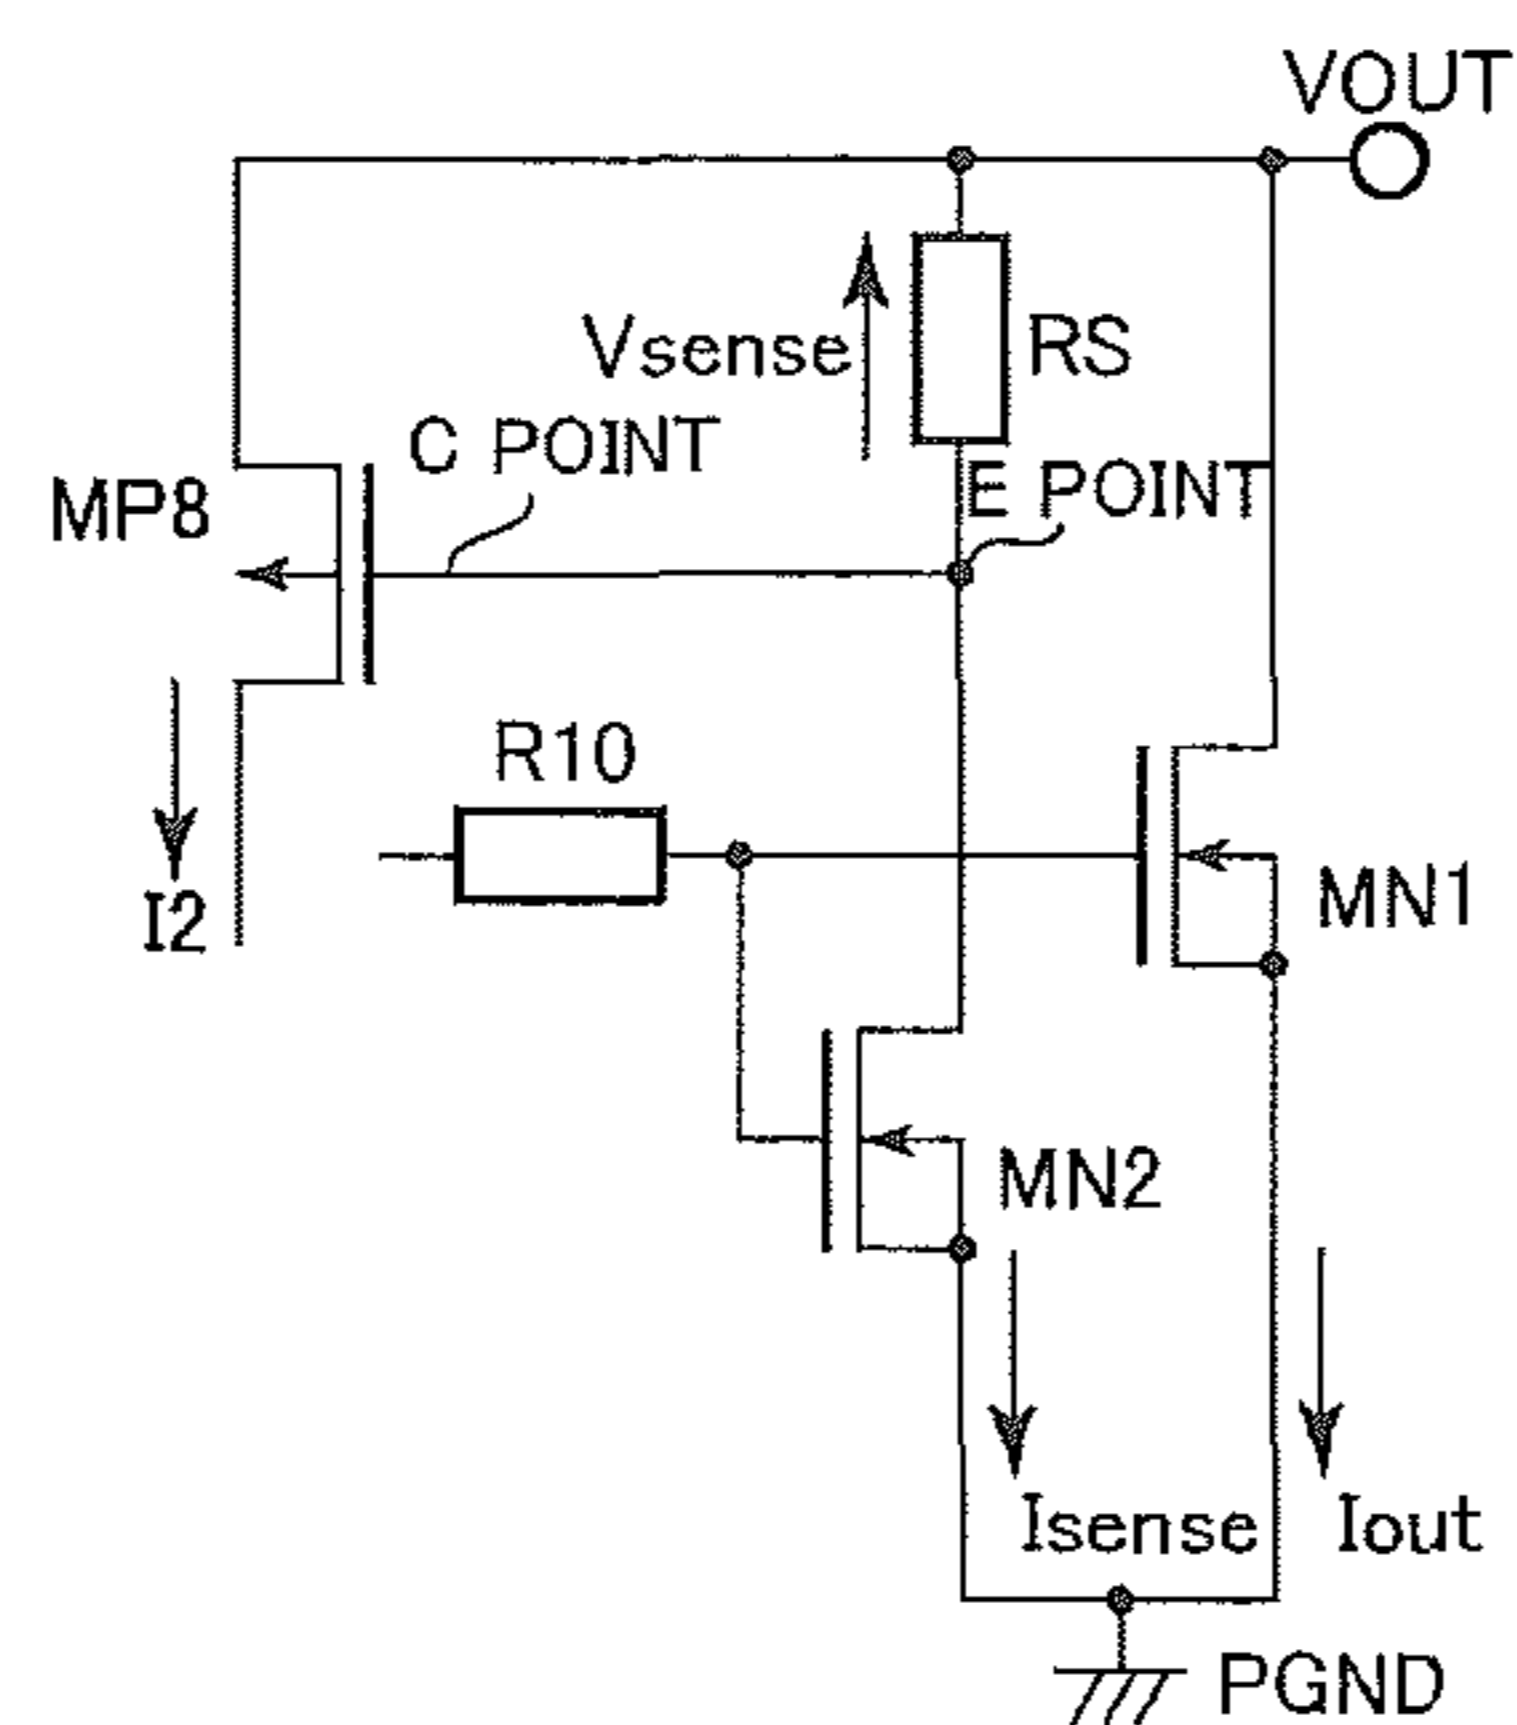 VOUT
Vsense
RS
C POINT
E POINT
MP8
R10
I2
MN1
MN2
Isense
Iout
PGND